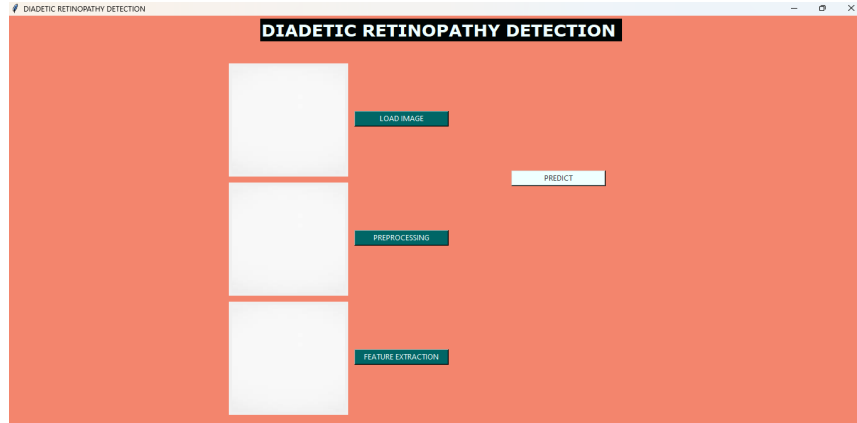 DIADETIC RETINOPATHY DETECTION
DIADETIC RETINOPATHY DETECTION
LOAD IMAGE
PREDICT
PREPROCESSING
FEATURE EXTRACTION